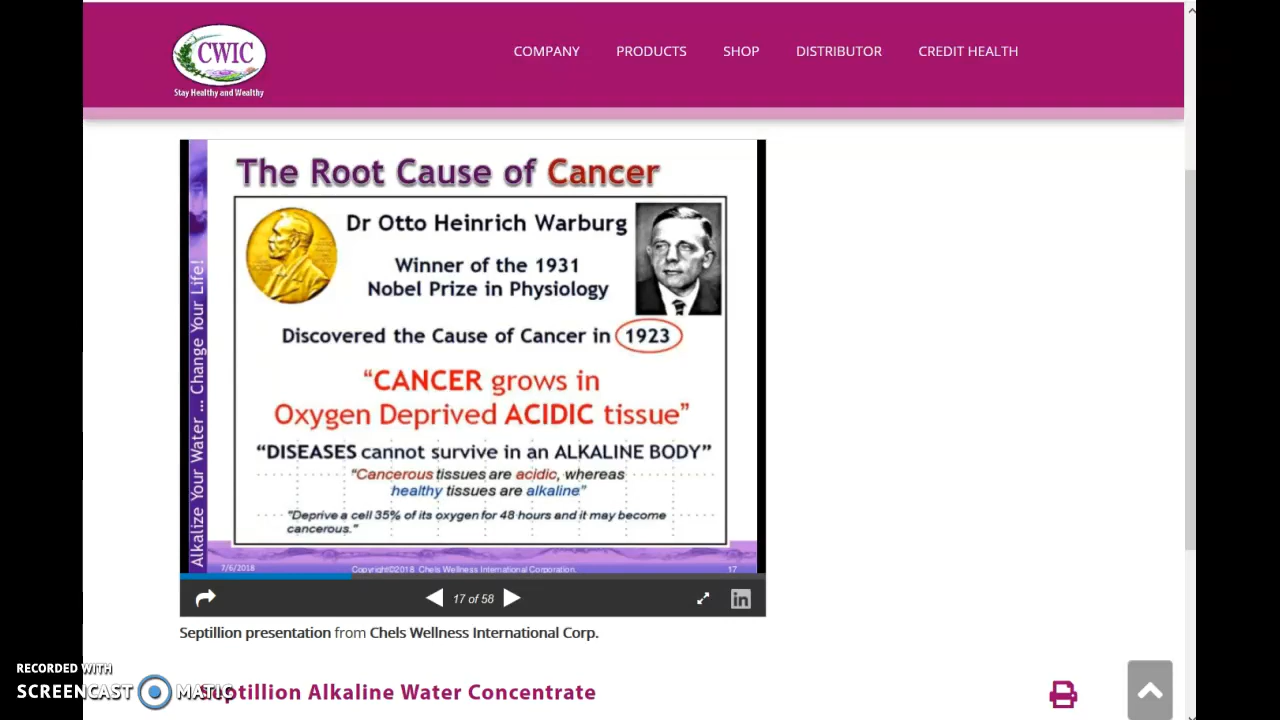 CWIC
Stay Healthy and Wealthy
COMPANY PRODUCTS SHOP DISTRIBUTOR CREDIT HEALTH
The Root Cause of Cancer
Dr Otto Heinrich Warburg
Winner of the 1931
Nobel Prize in Physiology
Discovered the Cause of Cancer in 1923
“CANCER grows in
Oxygen Deprived ACIDIC tissue”
“DISEASES cannot survive in an ALKALINE BODY”
“Cancerous tissues are acidic, whereas
healthy tissues are alkaline”
“Deprive a cell 35% of its oxygen for 48 hours and it may become
cancerous.”
Alkalize Your Water ... Change Your Life!
7/6/2018 Copyright©2018 Chels Wellness International Corporation. 17
17 of 58
in
Septillion presentation from Chels Wellness International Corp.
RECORDED WITH
SCREENCAST MATIC
Septillion Alkaline Water Concentrate